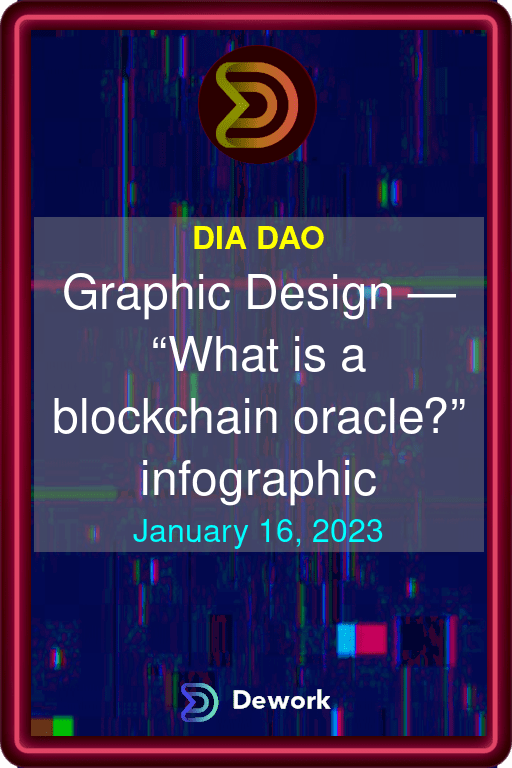 DIA DAO
Graphic Design —
“What is a
blockchain oracle?”
infographic
January 16, 2023
Dework